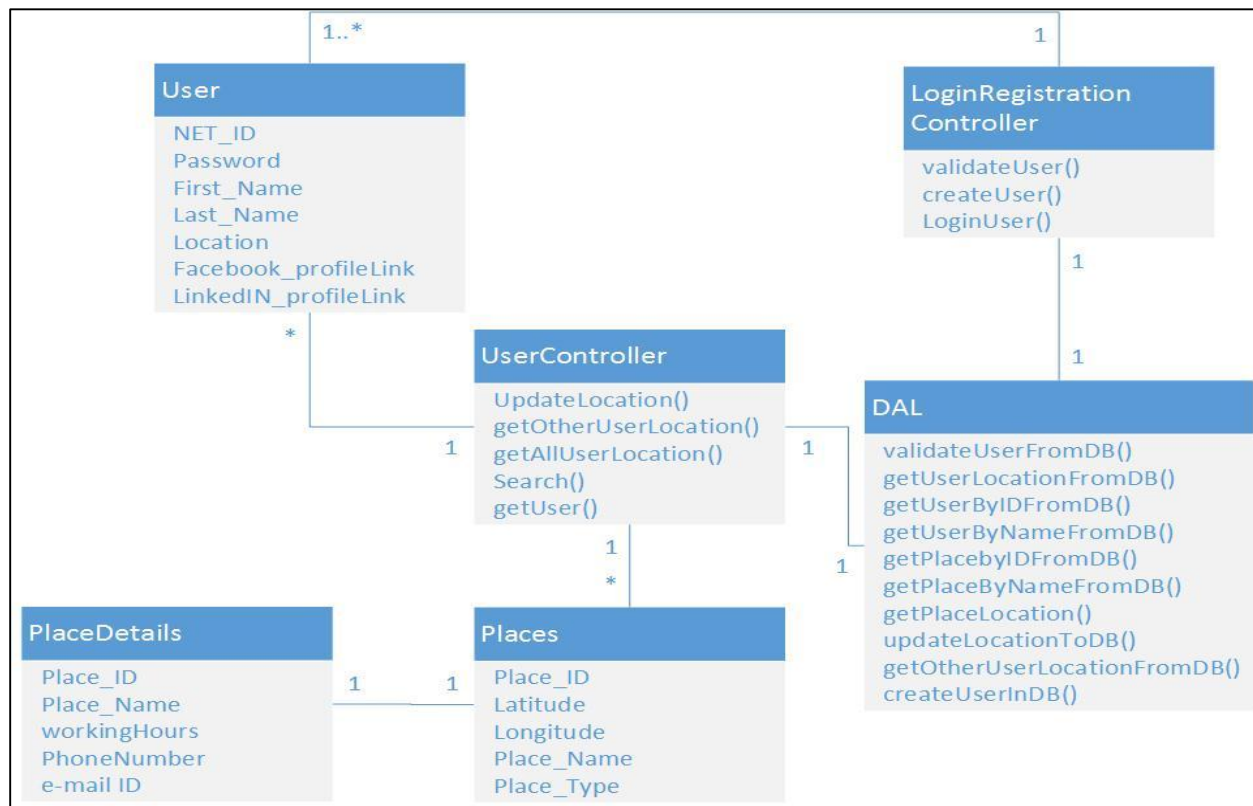 1..*
1
User
NET_ID
Password
First_Name
Last_Name
Location
Facebook_profileLink
LinkedIN_profileLink
*
LoginRegistration
Controller
validateUser()
createUser()
LoginUser()
1
1
UserController
UpdateLocation()
getOtherUserLocation()
getAllUserLocation()
Search()
getUser()
1
1
1
*
DAL
validateUserFromDB()
getUserLocationFromDB()
getUserByIDFromDB()
getUserByNameFromDB()
getPlacebyIDFromDB()
getPlaceByNameFromDB()
getPlaceLocation()
updateLocationToDB()
getOtherUserLocationFromDB()
createUserInDB()
1
PlaceDetails
Place_ID
Place_Name
workingHours
PhoneNumber
e-mail ID
1
1
Places
Place_ID
Latitude
Longitude
Place_Name
Place_Type